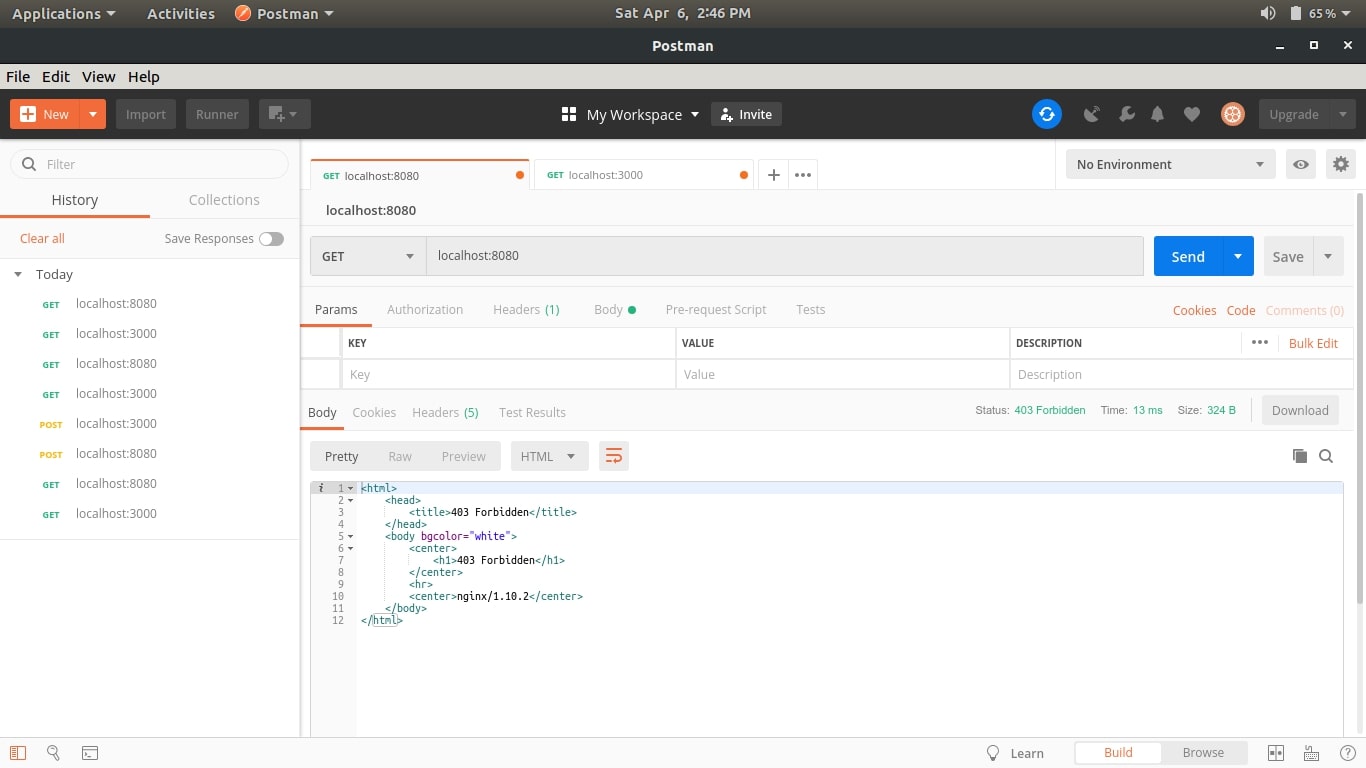 Applications Activities Postman Sat Apr 6, 2:46 PM 65 %
Postman
File Edit View Help
New Import Runner My Workspace Invite Upgrade
Filter
History Collections
Clear all Save Responses
Today
GET localhost:8080
GET localhost:3000
GET localhost:8080
GET localhost:3000
POST localhost:3000
POST localhost:8080
GET localhost:8080
GET localhost:3000
GET localhost:8080 GET localhost:3000 + ••• No Environment
localhost:8080
GET localhost:8080 Send Save
Params Authorization Headers (1) Body Pre-request Script Tests Cookies Code Comments (0)
KEY VALUE DESCRIPTION ••• Bulk Edit
Key Value Description
Body Cookies Headers (5) Test Results Status: 403 Forbidden Time: 13 ms Size: 324 B Download
Pretty Raw Preview HTML
i 1 <html>
2 <head>
3 <title>403 Forbidden</title>
4 </head>
5 <body bgcolor="white">
6 <center>
7 <h1>403 Forbidden</h1>
8 </center>
9 <hr>
10 <center>nginx/1.10.2</center>
11 </body>
12 </html>
Learn Build Browse ?